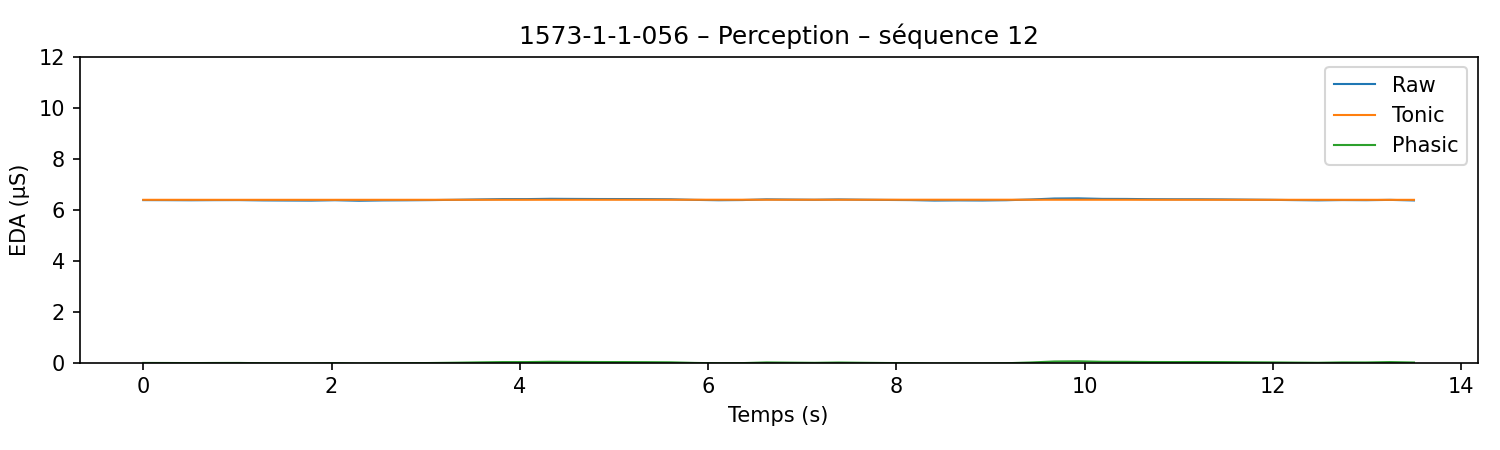 1573-1-1-056 – Perception – séquence 12
EDA (µS)
12
10
8
6
4
2
0
Raw
Tonic
Phasic
0 2 4 6 8 10 12 14
Temps (s)